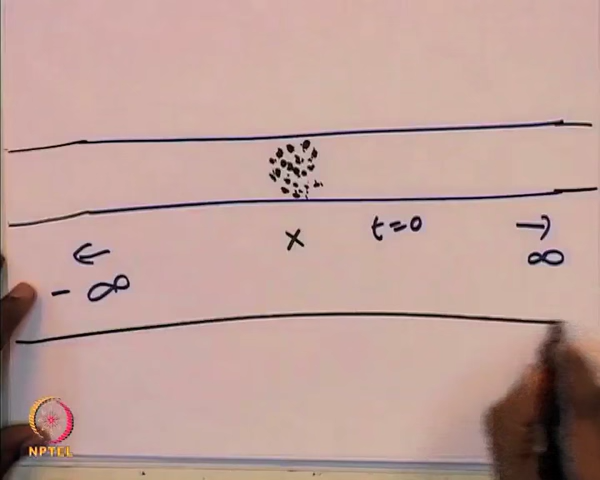 x t=0
← →
- ∞ ∞
NPTEL